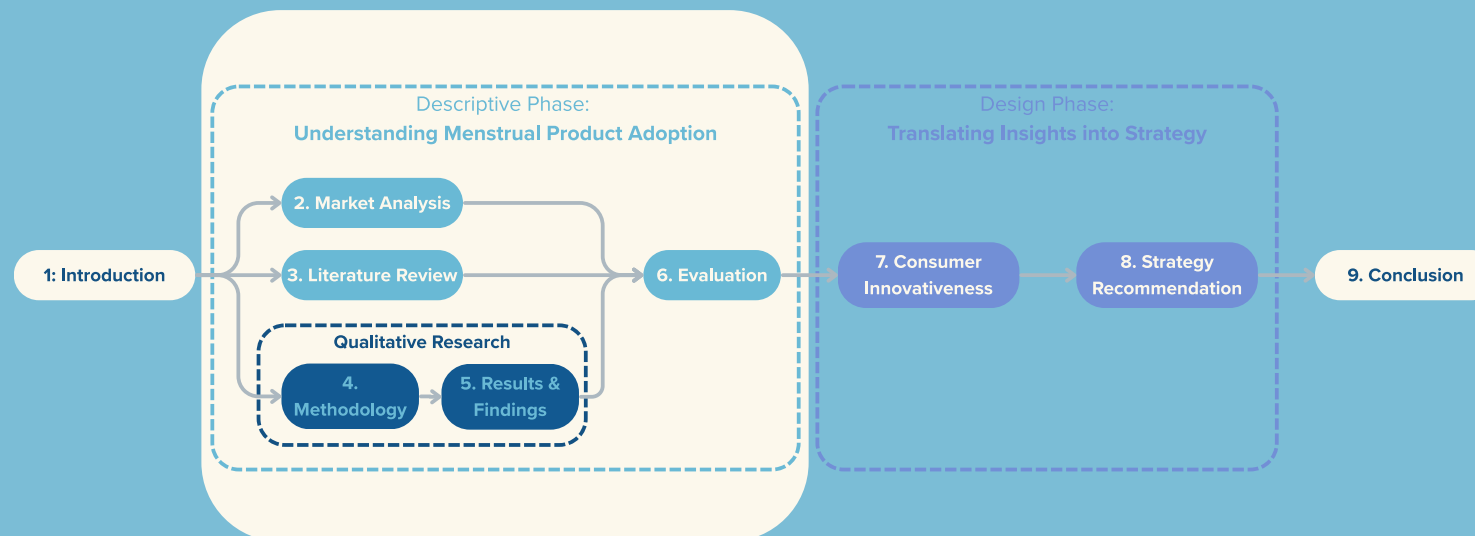 Descriptive Phase:
Understanding Menstrual Product Adoption
Design Phase:
Translating Insights into Strategy
1: Introduction
2. Market Analysis
3. Literature Review
Qualitative Research
4.
Methodology
5. Results &
Findings
6. Evaluation
7. Consumer
Innovativeness
8. Strategy
Recommendation
9. Conclusion